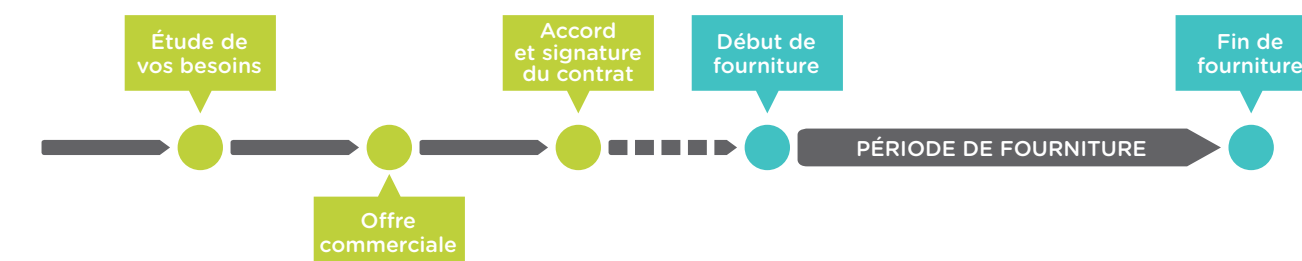 Étude de
vos besoins
Offre
commerciale
Accord
et signature
du contrat
Début de
fourniture
PÉRIODE DE FOURNITURE
Fin de
fourniture